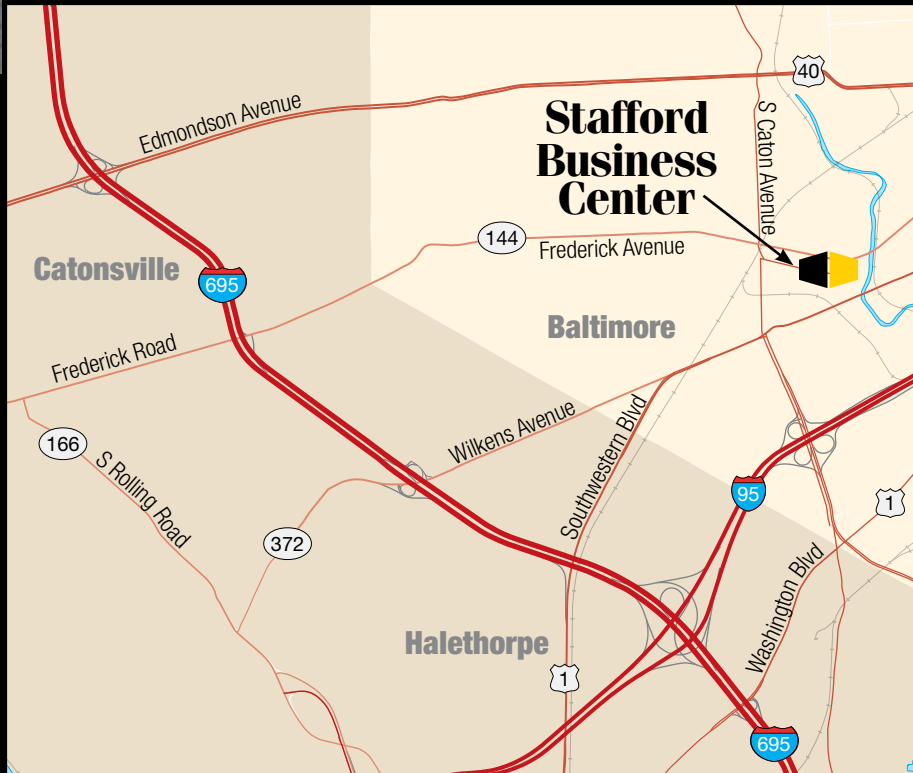 40
Edmondson Avenue
Stafford
Business
Center
S Caton Avenue
144
Frederick Avenue
Catonsville
695
Baltimore
Frederick Road
166
S Rolling Road
Wilkens Avenue
Southwestern Blvd
95
1
372
Washington Blvd
Halethorpe
1
695